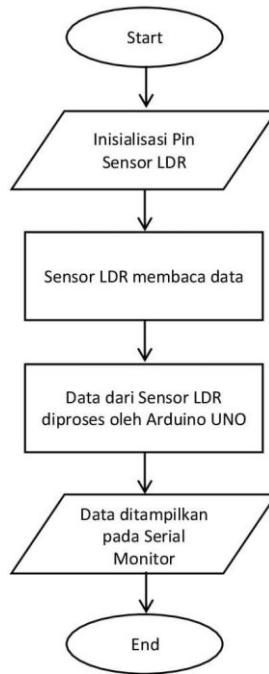 Start
Inisialisasi Pin
Sensor LDR
Sensor LDR membaca data
Data dari Sensor LDR
diproses oleh Arduino UNO
Data ditampilkan
pada Serial
Monitor
End